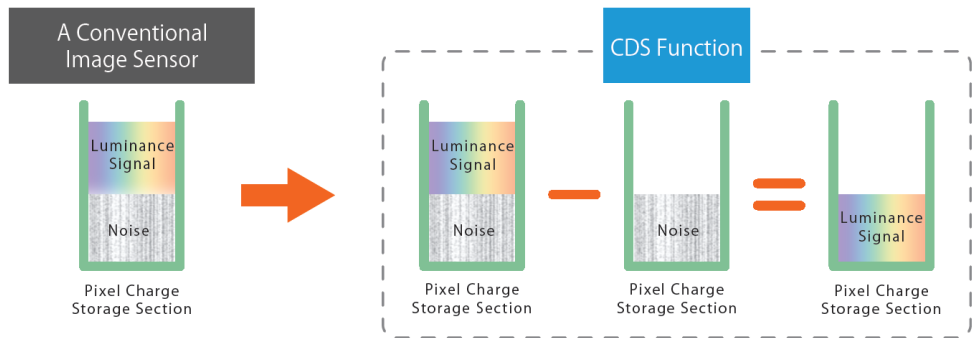 A Conventional
Image Sensor
Luminance
Signal
Noise
Pixel Charge
Storage Section
CDS Function
Luminance
Signal
Noise
Pixel Charge
Storage Section
Noise
Pixel Charge
Storage Section
Luminance
Signal
Pixel Charge
Storage Section